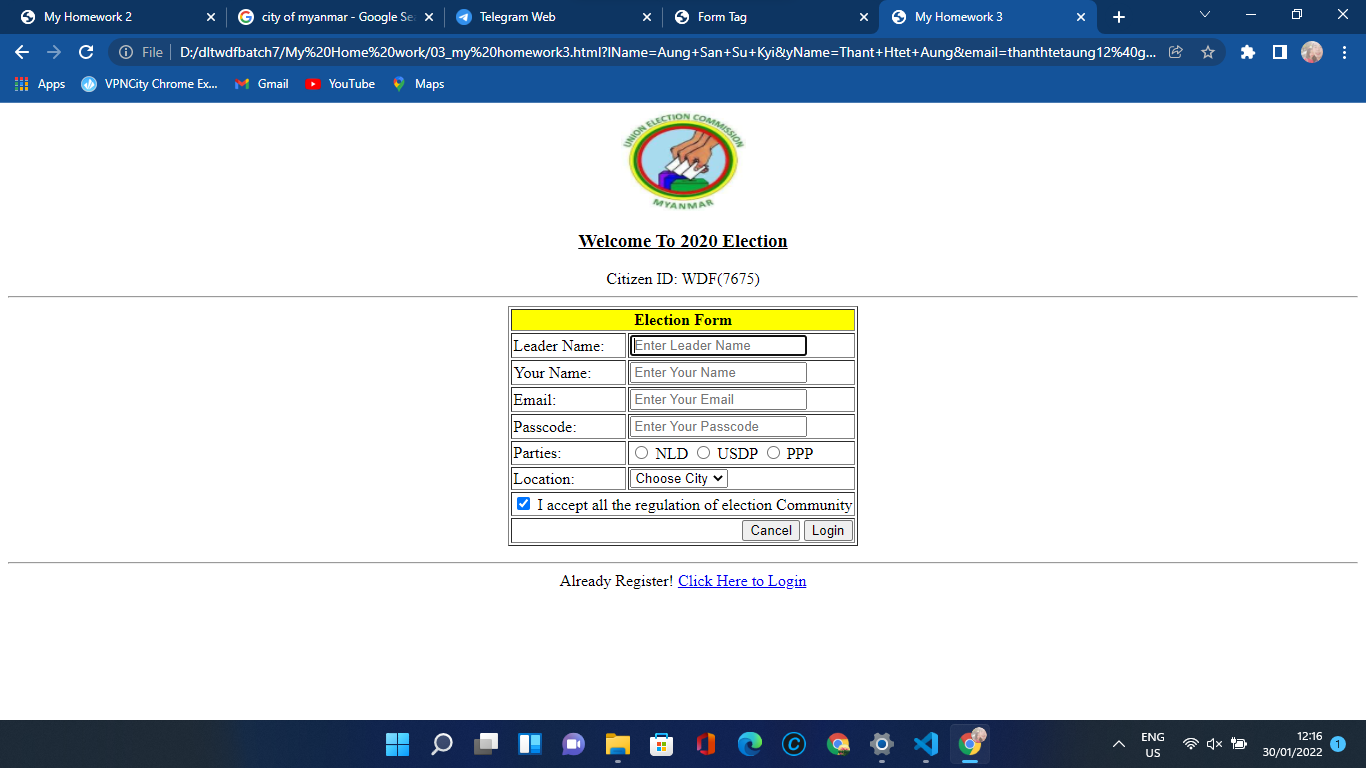 My Homework 2
city of myanmar - Google Se
Telegram Web
Form Tag
My Homework 3
File
D:/dltwdfbatch7/My%20Home%20work/03_my%20homework3.html?lName=Aung+San+Su+Kyi&yName=Thant+Htet+Aung&email=thanthtetaung12%40g...
Apps
VPNCity Chrome Ex...
Gmail
YouTube
Maps
UNION ELECTION COMMISSION
MYANMAR
Welcome To 2020 Election
Citizen ID: WDF(7675)
Election Form
Leader Name: Enter Leader Name
Your Name: Enter Your Name
Email: Enter Your Email
Passcode: Enter Your Passcode
Parties: NLD USDP PPP
Location: Choose City
I accept all the regulation of election Community
Cancel Login
Already Register! Click Here to Login
ENG
US
12:16
30/01/2022
1